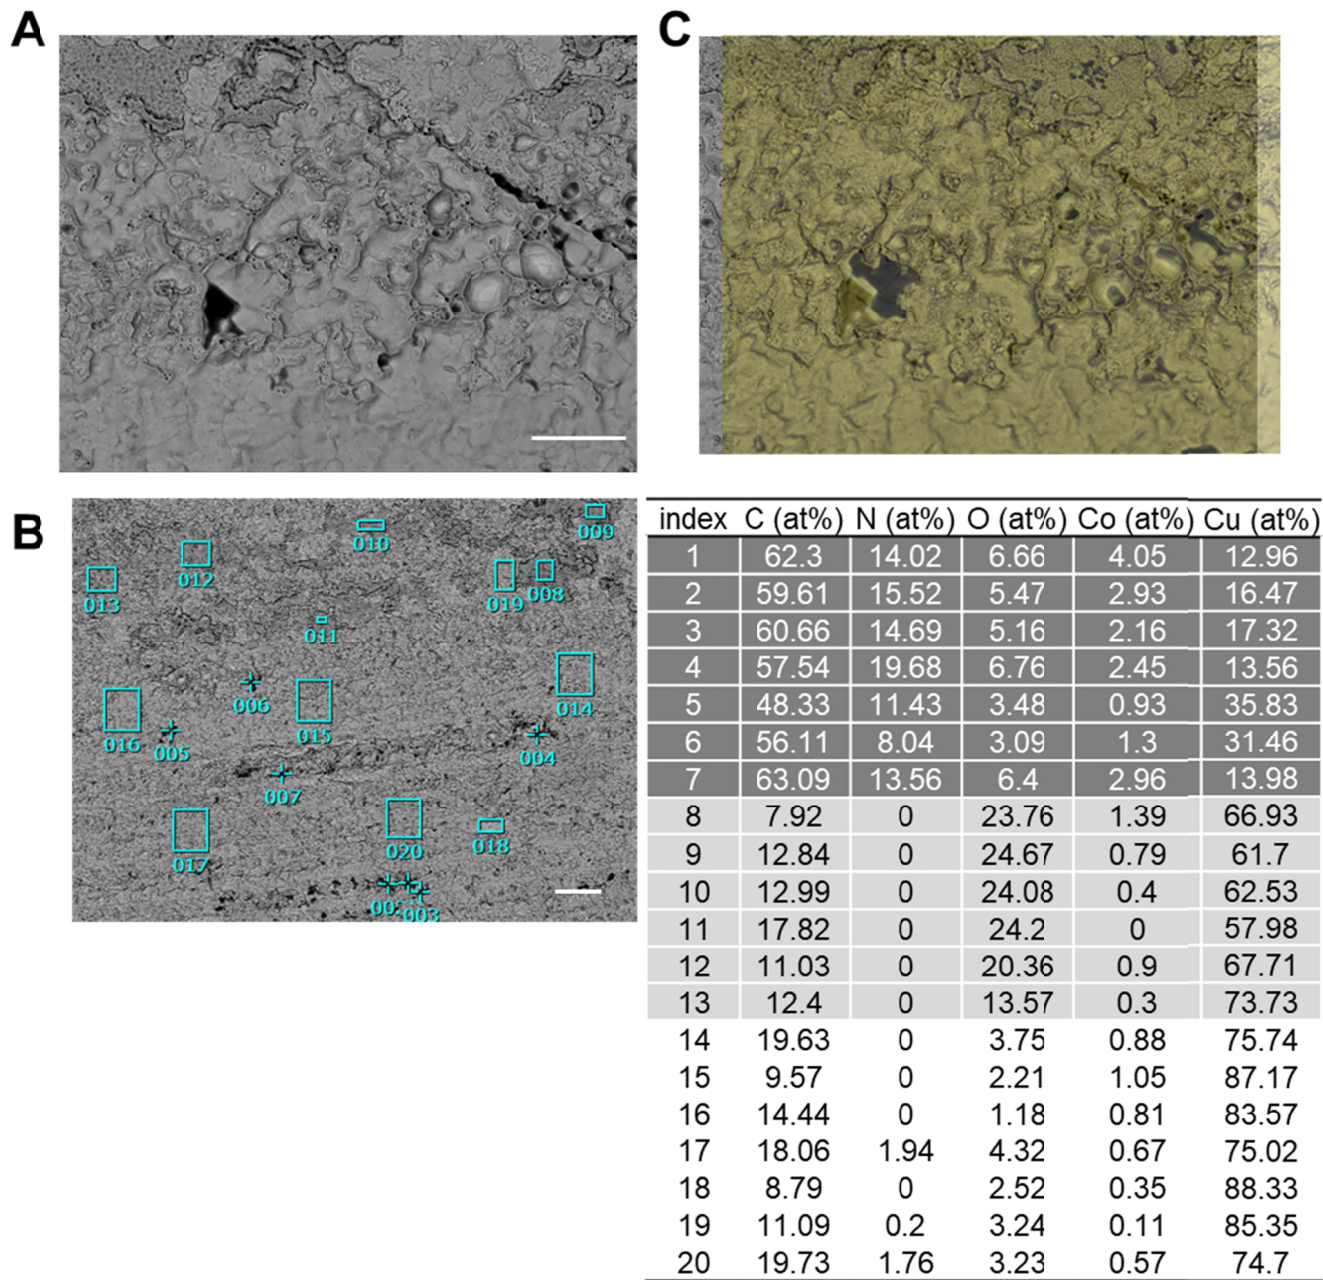 A
C
B
009
010
012
013
019 008
011
006
014
016
015
005
004
007
020
018
017
003
index C (at%) N (at%) O (at%) Co (at%) Cu (at%)
1 62.3 14.02 6.66 4.05 12.96
2 59.61 15.52 5.47 2.93 16.47
3 60.66 14.69 5.16 2.16 17.32
4 57.54 19.68 6.76 2.45 13.56
5 48.33 11.43 3.48 0.93 35.83
6 56.11 8.04 3.09 1.3 31.46
7 63.09 13.56 6.4 2.96 13.98
8 7.92 0 23.76 1.39 66.93
9 12.84 0 24.67 0.79 61.7
10 12.99 0 24.08 0.4 62.53
11 17.82 0 24.2 0 57.98
12 11.03 0 20.36 0.9 67.71
13 12.4 0 13.57 0.3 73.73
14 19.63 0 3.75 0.88 75.74
15 9.57 0 2.21 1.05 87.17
16 14.44 0 1.18 0.81 83.57
17 18.06 1.94 4.32 0.67 75.02
18 8.79 0 2.52 0.35 88.33
19 11.09 0.2 3.24 0.11 85.35
20 19.73 1.76 3.23 0.57 74.7